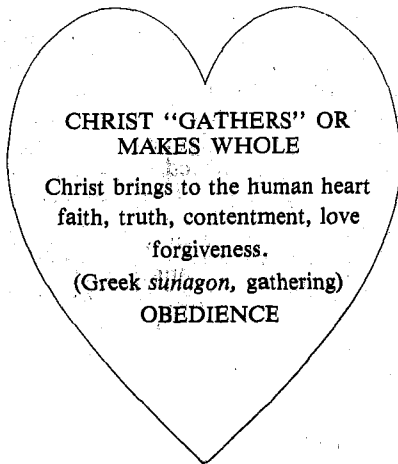 CHRIST “GATHERS” OR
MAKES WHOLE
Christ brings to the human heart
faith, truth, contentment, love
forgiveness.
(Greek sunagon, gathering)
OBEDIENCE